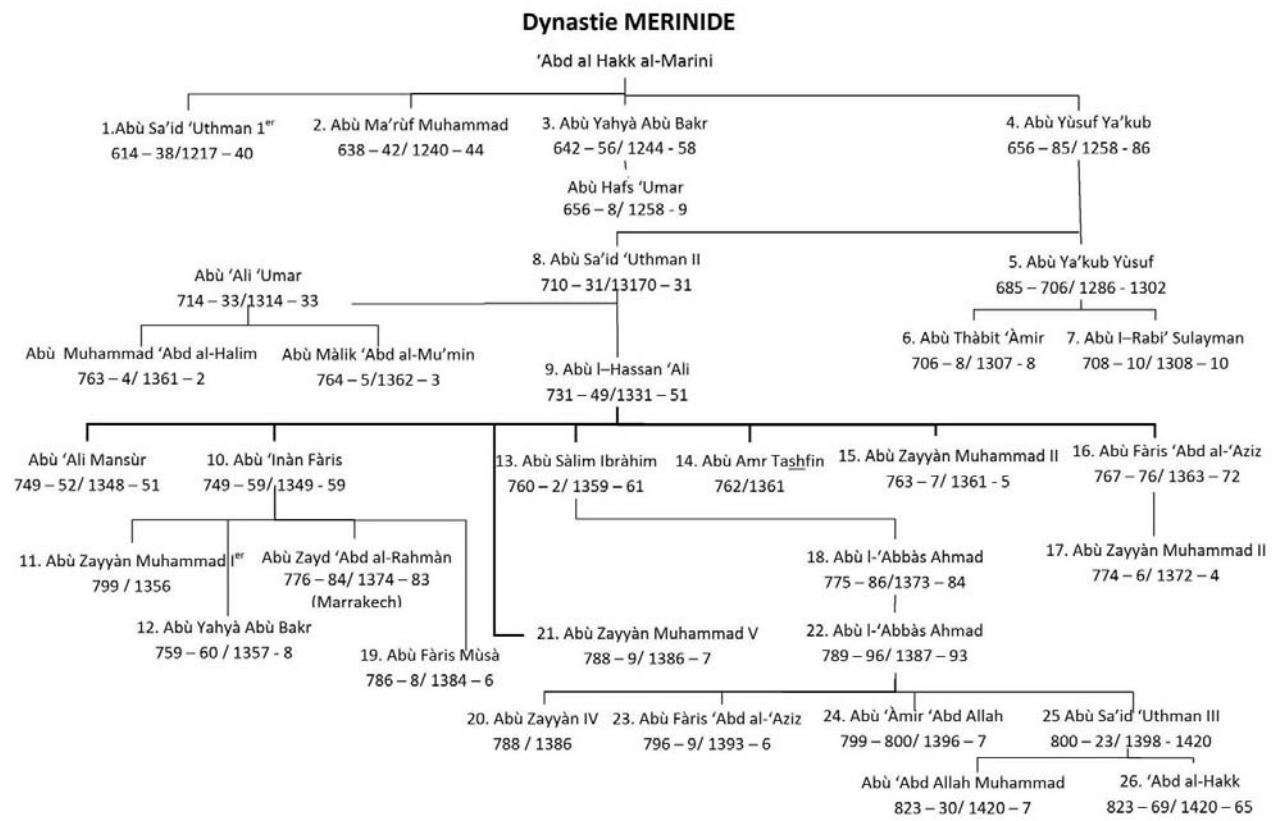 Dynastie MERINIDE
‘Abd al Hakk al-Marini
1.Abù Sa’id ‘Uthman 1er
614 – 38/1217 – 40
2. Abù Ma’rùf Muhammad
638 – 42/ 1240 – 44
3. Abù Yahyà Abù Bakr
642 – 56/ 1244 - 58
4. Abù Yùsuf Ya’kub
656 – 85/ 1258 - 86
Abù Hafs ‘Umar
656 – 8/ 1258 - 9
Abù ‘Ali ‘Umar
714 – 33/1314 – 33
8. Abù Sa’id ‘Uthman II
710 – 31/13170 – 31
5. Abù Ya’kub Yùsuf
685 – 706/ 1286 - 1302
Abù Muhammad ‘Abd al-Halim
763 – 4/ 1361 – 2
Abù Màlik ‘Abd al-Mu’min
764 – 5/1362 – 3
6. Abù Thàbit ‘Àmir
706 – 8/ 1307 - 8
7. Abù l–Rabi’ Sulayman
708 – 10/ 1308 – 10
9. Abù l–Hassan ‘Ali
731 – 49/1331 – 51
Abù ‘Ali Mansùr
749 – 52/ 1348 – 51
10. Abù ‘Inàn Fàris
749 – 59/ 1349 - 59
13. Abù Sàlim Ibràhim
760 – 2/ 1359 – 61
14. Abù Amr Tashfin
762/1361
15. Abù Zayyàn Muhammad II
763 – 7/ 1361 - 5
16. Abù Fàris ‘Abd al-‘Aziz
767 – 76/ 1363 – 72
11. Abù Zayyàn Muhammad Ier
799 / 1356
Abù Zayd ‘Abd al-Rahmàn
776 – 84/ 1374 – 83
(Marrakech)
18. Abù l-‘Abbàs Ahmad
775 – 86/1373 – 84
17. Abù Zayyàn Muhammad II
774 – 6/ 1372 – 4
12. Abù Yahyà Abù Bakr
759 – 60 / 1357 - 8
19. Abù Fàris Mùsà
786 – 8/ 1384 – 6
21. Abù Zayyàn Muhammad V
788 – 9/ 1386 – 7
22. Abù l-‘Abbàs Ahmad
789 – 96/ 1387 – 93
20. Abù Zayyàn IV
788 / 1386
23. Abù Fàris ‘Abd al-‘Aziz
796 – 9/ 1393 – 6
24. Abù ‘Àmir ‘Abd Allah
799 – 800/ 1396 – 7
25 Abù Sa’id ‘Uthman III
800 – 23/ 1398 - 1420
Abù ‘Abd Allah Muhammad
823 – 30/ 1420 – 7
26. ‘Abd al-Hakk
823 – 69/ 1420 – 65